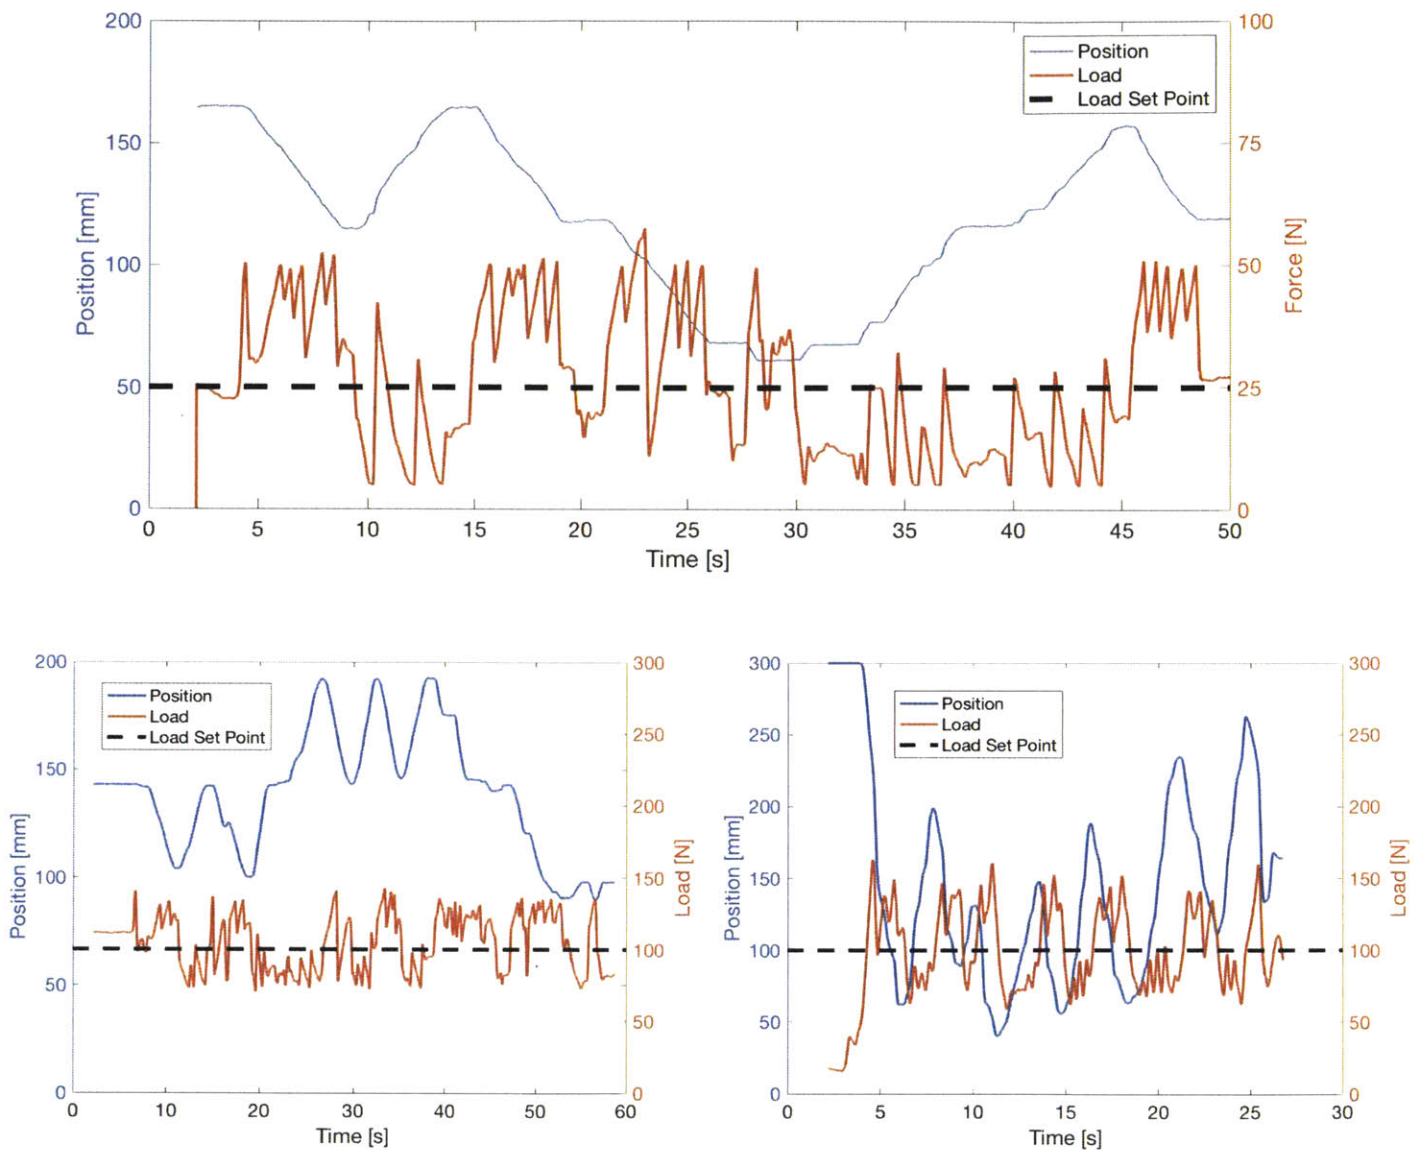 200
150
100
50
0
Position [mm]
100
75
50
25
0
Force [N]
Position
Load
Load Set Point
0 5 10 15 20 25 30 35 40 45 50
Time [s]
200
150
100
50
0
Position [mm]
300
250
200
150
100
50
0
Load [N]
Position
Load
Load Set Point
0 10 20 30 40 50 60
Time [s]
300
250
200
150
100
50
0
Position [mm]
300
250
200
150
100
50
0
Load [N]
Position
Load
Load Set Point
0 5 10 15 20 25 30
Time [s]